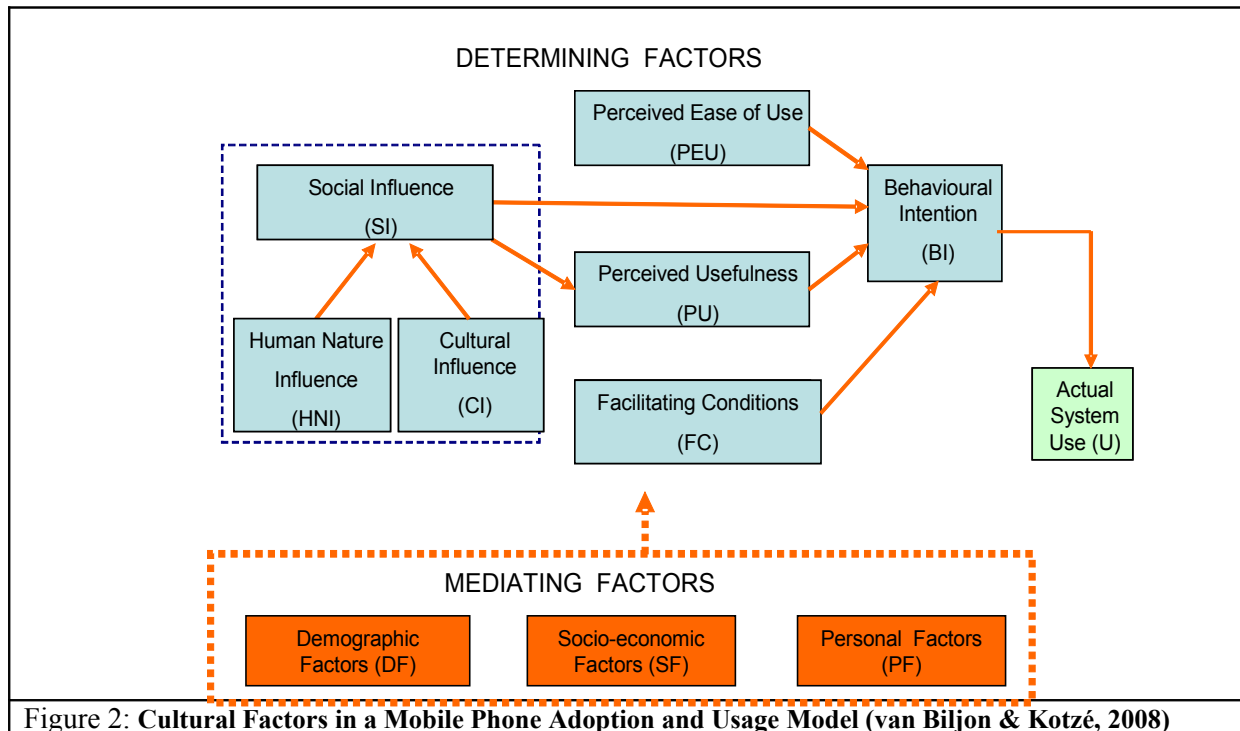 DETERMINING FACTORS
Perceived Ease of Use
(PEU)
Social Influence
(SI)
Behavioural
Intention
(BI)
Perceived Usefulness
(PU)
Human Nature
Influence
(HNI)
Cultural
Influence
(CI)
Facilitating Conditions
(FC)
Actual
System
Use (U)
MEDIATING FACTORS
Demographic
Factors (DF)
Socio-economic
Factors (SF)
Personal Factors
(PF)
Figure 2: Cultural Factors in a Mobile Phone Adoption and Usage Model (van Biljon & Kotzé, 2008)